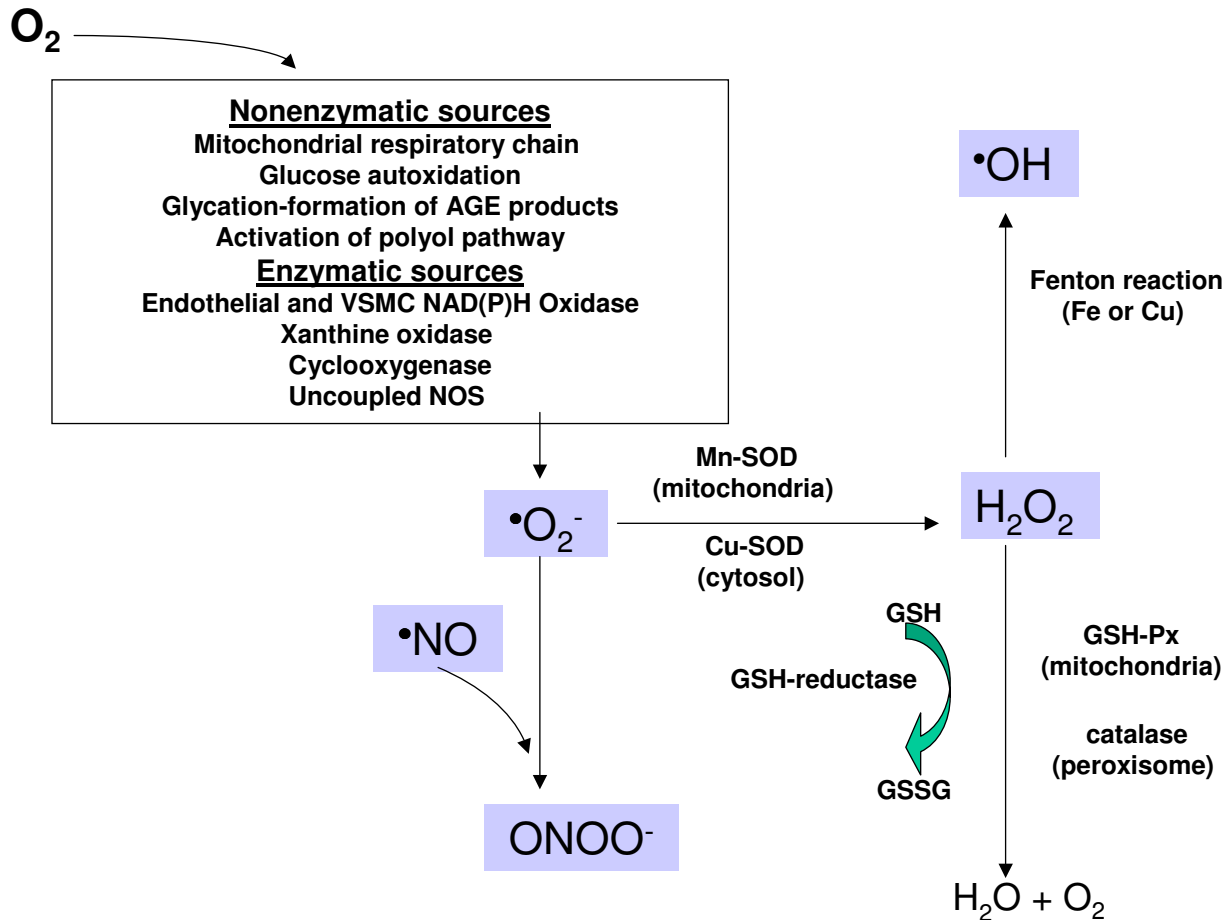 O₂
Nonenzymatic sources
Mitochondrial respiratory chain
Glucose autoxidation
Glycation-formation of AGE products
Activation of polyol pathway
Enzymatic sources
Endothelial and VSMC NAD(P)H Oxidase
Xanthine oxidase
Cyclooxygenase
Uncoupled NOS
•OH
Fenton reaction
(Fe or Cu)
Mn-SOD
(mitochondria)
•O₂⁻
H₂O₂
Cu-SOD
(cytosol)
•NO
GSH
GSH-reductase
GSSG
GSH-Px
(mitochondria)
catalase
(peroxisome)
ONOO⁻
H₂O + O₂